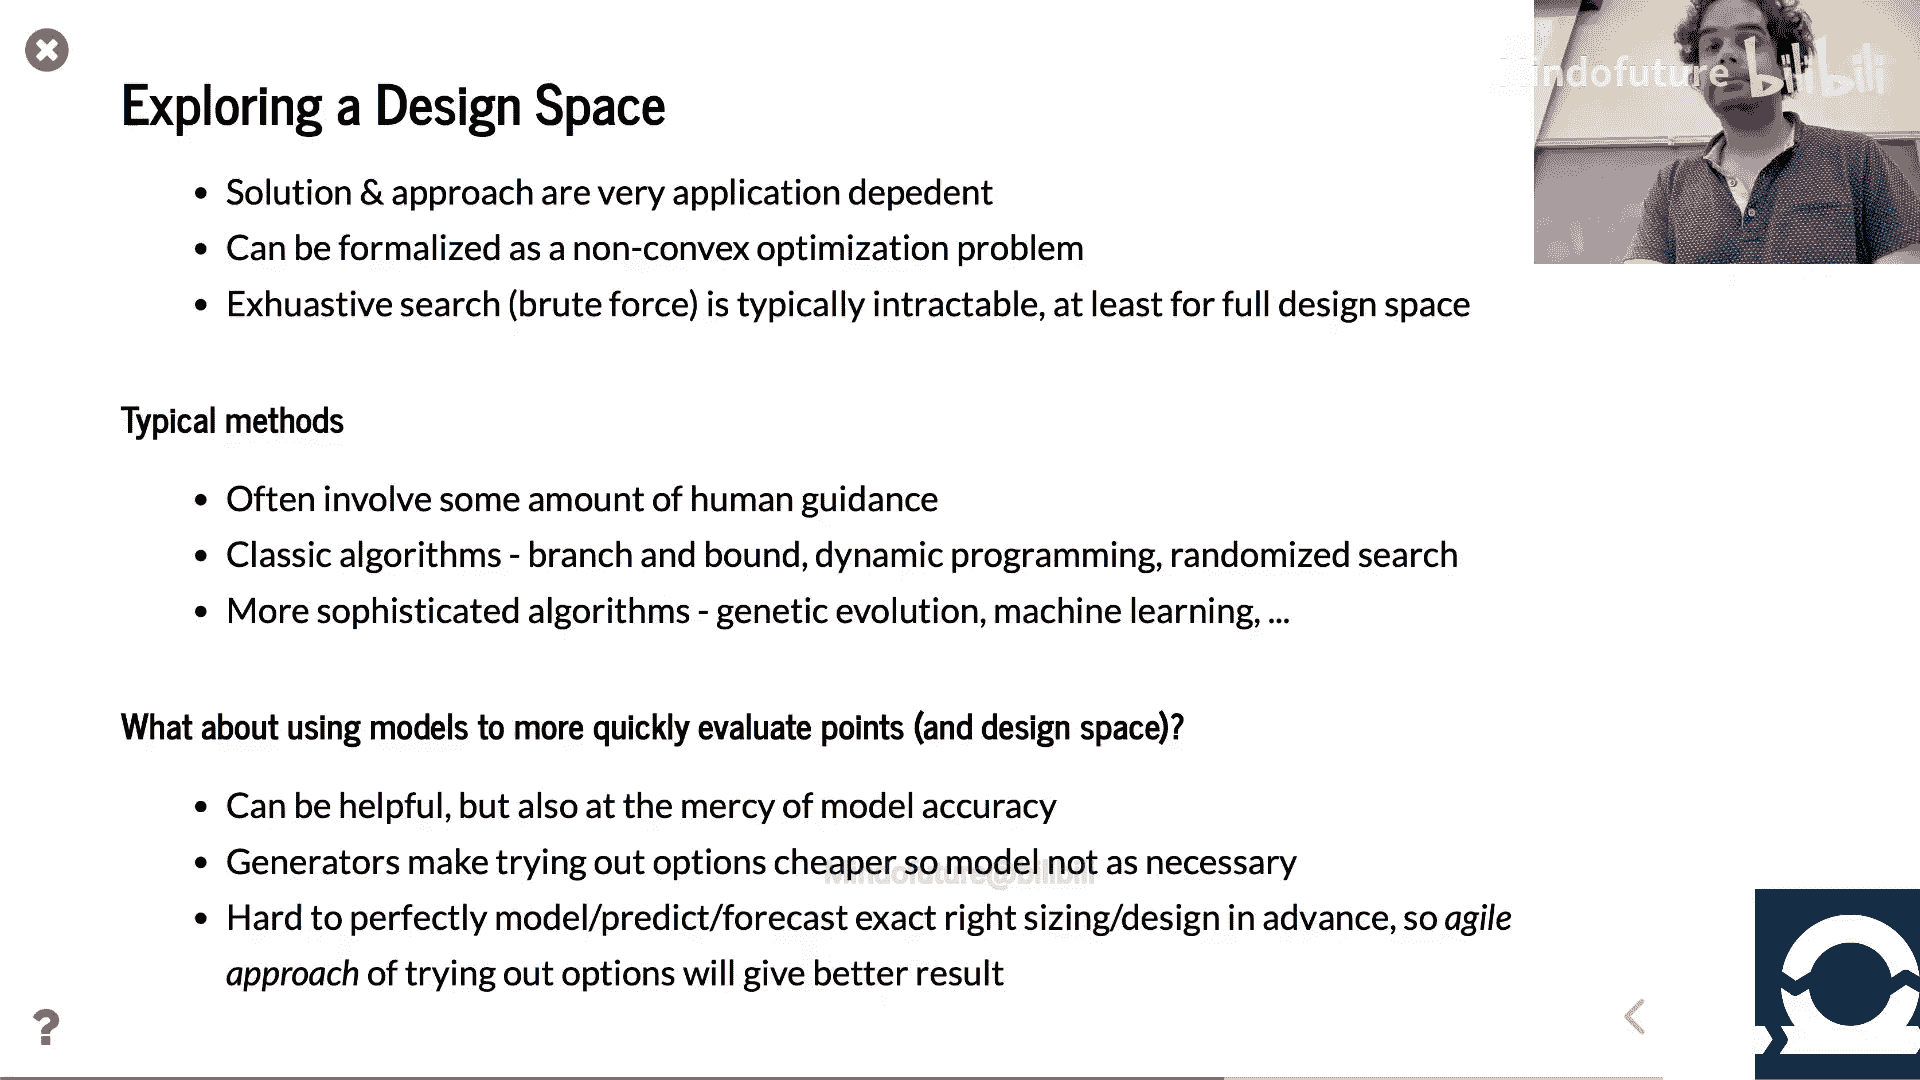 Exploring a Design Space
Solution & approach are very application depedent
Can be formalized as a non-convex optimization problem
Exhuastive search (brute force) is typically intractable, at least for full design space
Typical methods
Often involve some amount of human guidance
Classic algorithms - branch and bound, dynamic programming, randomized search
More sophisticated algorithms - genetic evolution, machine learning, ...
What about using models to more quickly evaluate points (and design space)?
Can be helpful, but also at the mercy of model accuracy
Generators make trying out options cheaper so model not as necessary
Mindofuture@bilibili
Hard to perfectly model/predict/forecast exact right sizing/design in advance, so agile
approach of trying out options will give better result
indofuture bilibili
?